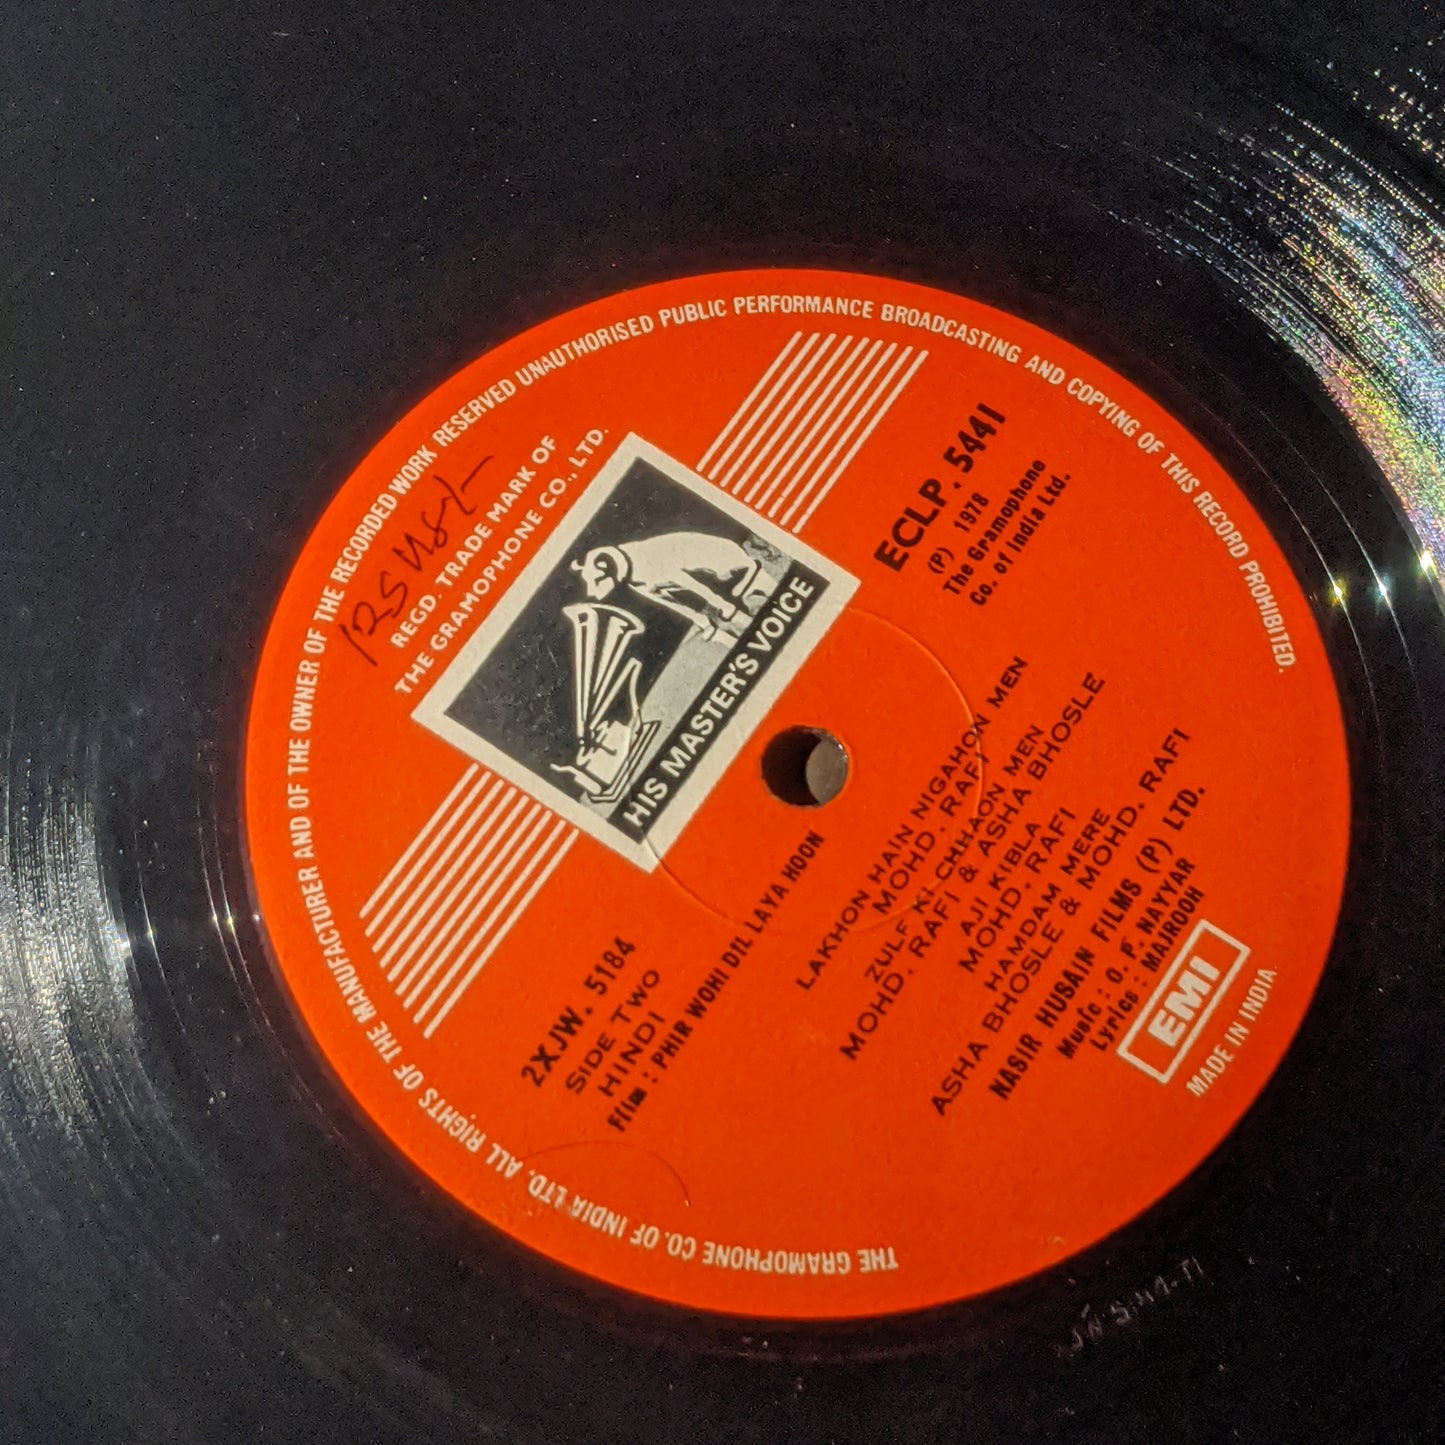 THE GRAMOPHONE CO. OF INDIA LTD. ALL RIGHTS OF THE MANUFACTURER AND OF THE OWNER OF THE RECORDED WORK RESERVED UNAUTHORISED PUBLIC PERFORMANCE BROADCASTING AND COPYING OF THIS RECORD PROHIBITED.
REGD. TRADE MARK OF
THE GRAMOPHONE CO., LTD.
HIS MASTER'S VOICE
ECLP. 5441
(P) 1978
The Gramophone
Co. of India Ltd.
2XJW. 5184
SIDE TWO
HINDI
Film : PHIR WOHI DIL LAYA HOON
LAKHON HAIN NIGAHON MEN
MOHD. RAFI
ZULF KI CHHAON MEN
MOHD. RAFI & ASHA BHOSLE
AJI KIBLA
MOHD. RAFI
HAMDAM MERE
ASHA BHOSLE & MOHD. RAFI
NASIR HUSAIN FILMS (P) LTD.
Music : O. P. NAYYAR
Lyrics : MAJROOH
EMI
MADE IN INDIA